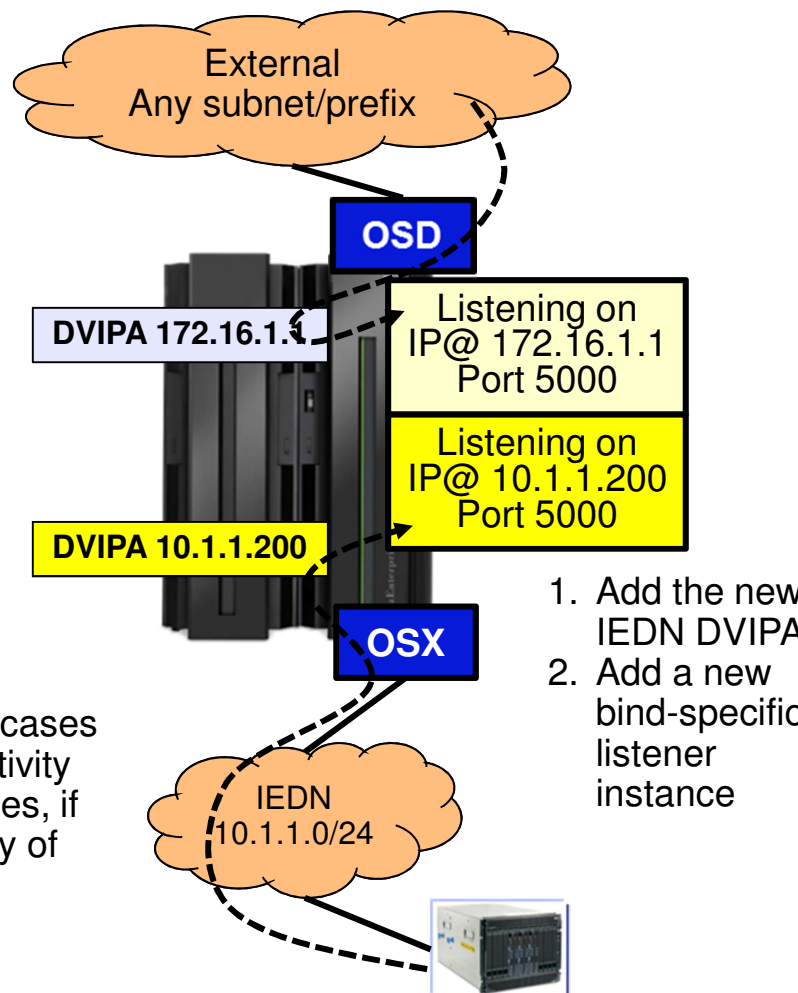 External
Any subnet/prefix
OSD
DVIPA 172.16.1.1
Listening on
IP@ 172.16.1.1
Port 5000
Listening on
IP@ 10.1.1.200
Port 5000
DVIPA 10.1.1.200
OSX
1. Add the new
IEDN DVIPA
2. Add a new
bind-specific
listener
instance
cases
tivity
es, if
y of
IEDN
10.1.1.0/24